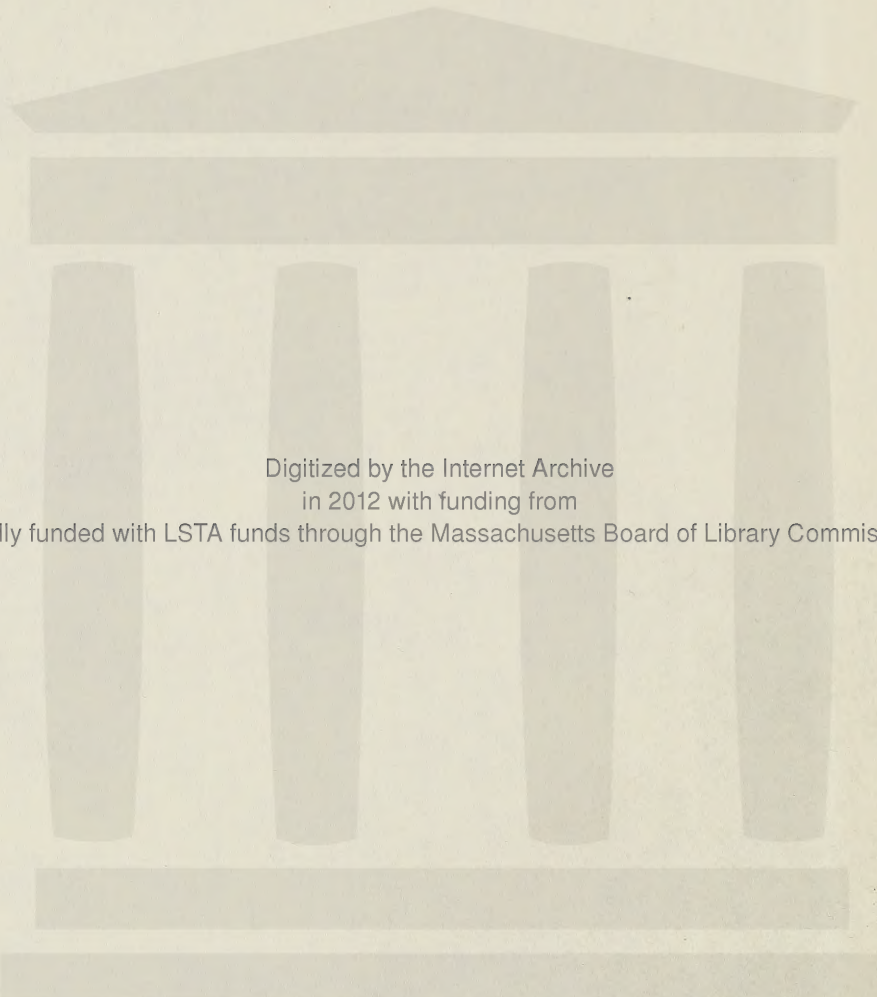 Digitized by the Internet Archive
in 2012 with funding from
lly funded with LSTA funds through the Massachusetts Board of Library Commis